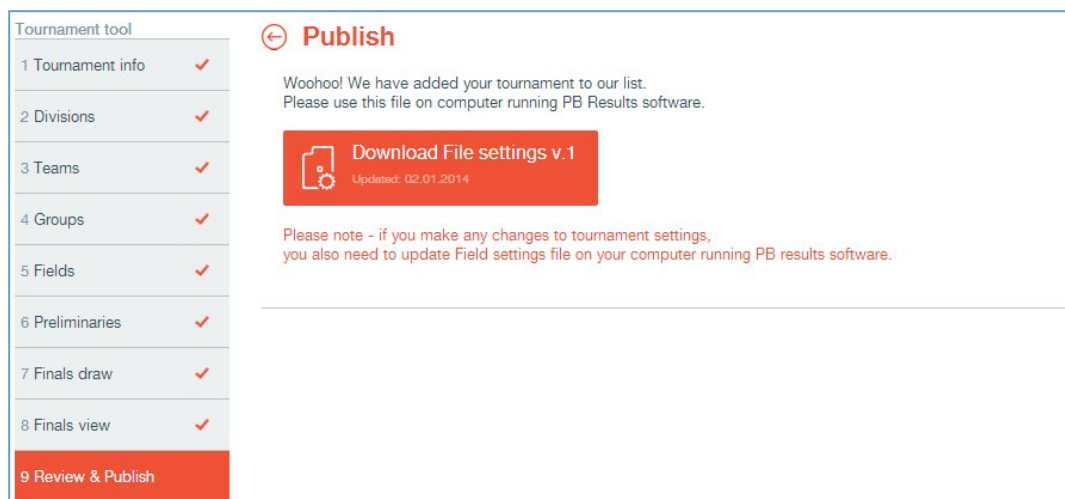 Tournament tool
1 Tournament info
2 Divisions
3 Teams
4 Groups
5 Fields
6 Preliminaries
7 Finals draw
8 Finals view
9 Review & Publish
Publish
Woohoo! We have added your tournament to our list.
Please use this file on computer running PB Results software.
Download File settings v.1
Updated: 02.01.2014
Please note - if you make any changes to tournament settings,
you also need to update Field settings file on your computer running PB results software.